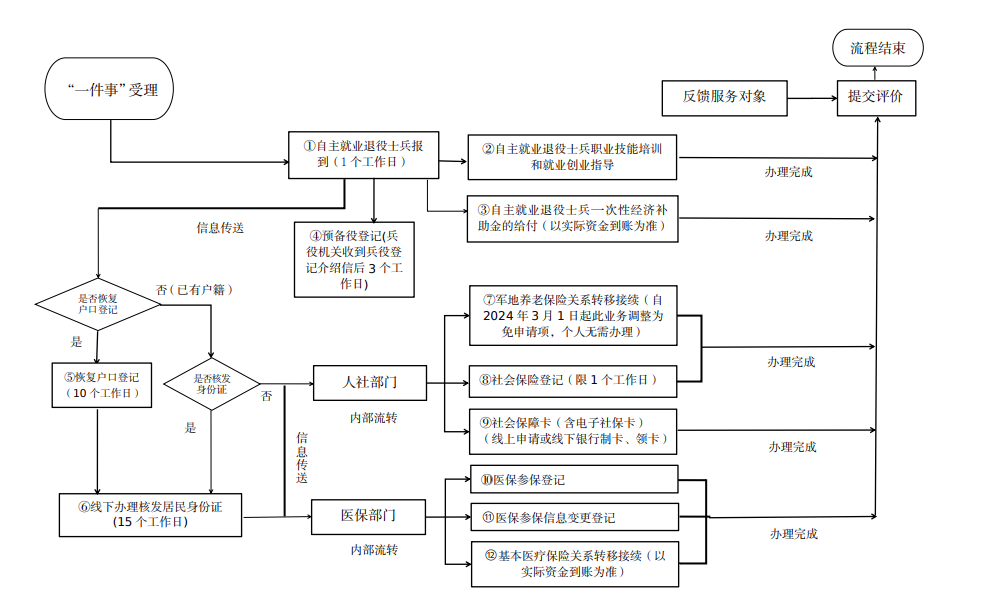 流程结束
“一件事”受理
反馈服务对象
提交评价
①自主就业退役士兵报
到（1个工作日）
②自主就业退役士兵职业技能培训
和就业创业指导
办理完成
③自主就业退役士兵一次性经济补
助金的给付（以实际资金到账为准）
办理完成
信息传送
④预备役登记(兵
役机关收到兵役登
记介绍信后 3 个工
作日)
是否恢复
户口登记
否（已有户籍）
是
⑦军地养老保险关系转移接续（自
2024 年 3 月 1 日起此业务调整为
免申请项，个人无需办理）
办理完成
⑤恢复户口登记
（10 个工作日）
是否核发
身份证
否
是
人社部门
内部流转
⑧社会保险登记（限 1 个工作日）
⑨社会保障卡（含电子社保卡）
（线上申请或线下银行制卡、领卡）
办理完成
信
息
传
送
⑥线下办理核发居民身份证
(15 个工作日)
医保部门
内部流转
⑩医保参保登记
⑪医保参保信息变更登记
办理完成
⑫基本医疗保险关系转移接续（以
实际资金到账为准）